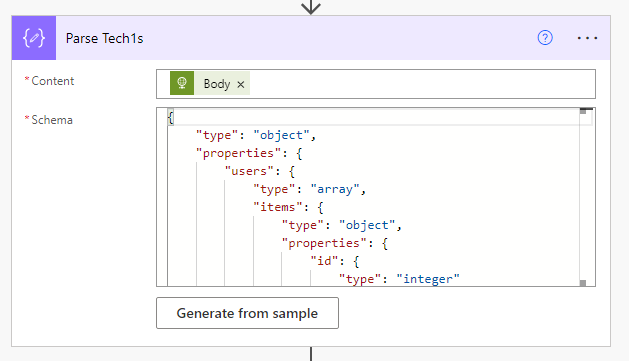 Parse Tech1s
* Content
Body
* Schema
{
"type": "object",
"properties": {
"users": {
"type": "array",
"items": {
"type": "object",
"properties": {
"id": {
"type": "integer"
Generate from sample